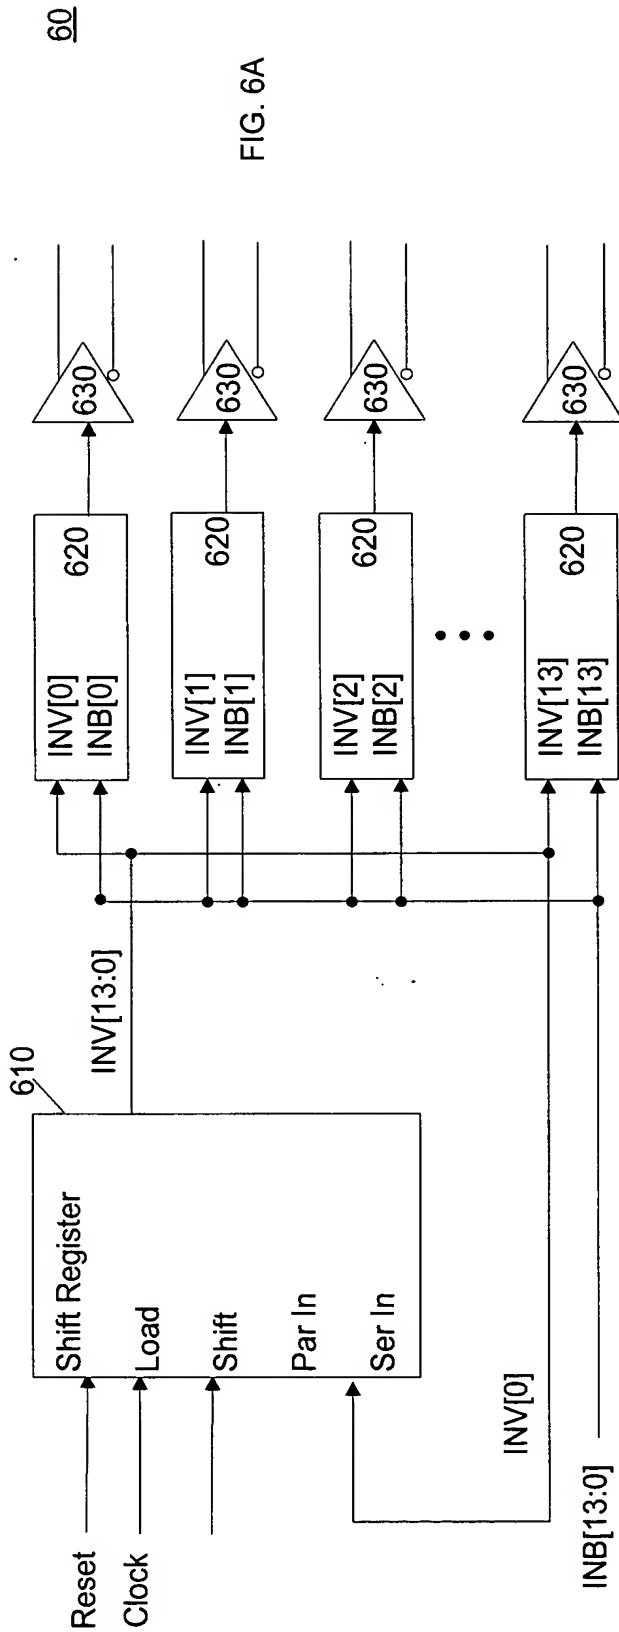 60
FIG. 6A
610
Shift Register
Load
Shift
Par In
Ser In
Reset
Clock
INV[13:0]
INV[0]
INB[13:0]
INV[0]
INB[0]
620
630
INV[1]
INB[1]
620
630
INV[2]
INB[2]
620
630
INV[13]
INB[13]
620
630